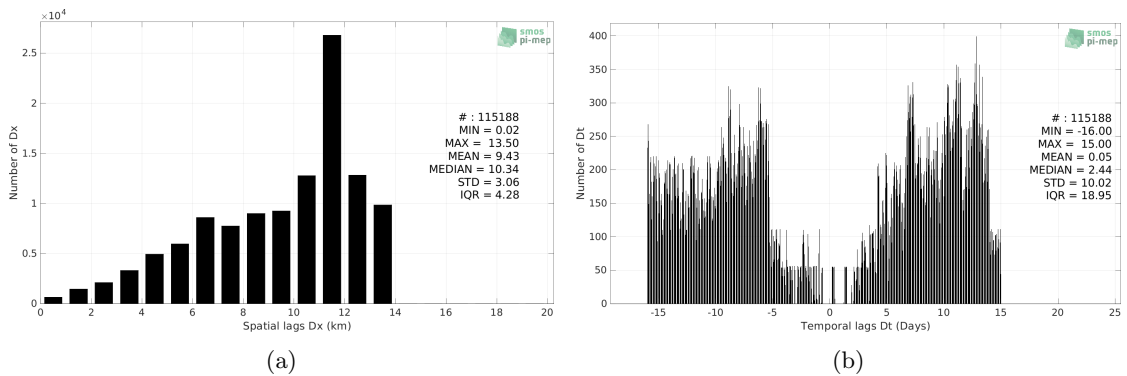 ×10⁴
2.5
2
1.5
1
0.5
0
Number of Dx
0 2 4 6 8 10 12 14 16 18 20
Spatial lags Dx (km)
smos
pi-mep
# : 115188
MIN = 0.02
MAX = 13.50
MEAN = 9.43
MEDIAN = 10.34
STD = 3.06
IQR = 4.28
(a)
400
350
300
250
200
150
100
50
0
Number of Dt
-15 -10 -5 0 5 10 15 20 25
Temporal lags Dt (Days)
smos
pi-mep
# : 115188
MIN = -16.00
MAX = 15.00
MEAN = 0.05
MEDIAN = 2.44
STD = 10.02
IQR = 18.95
(b)